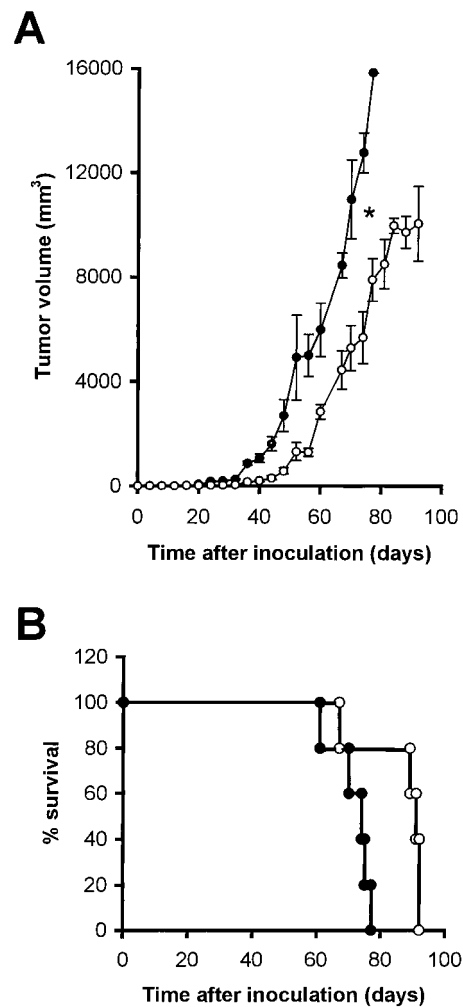 A
16000
12000
8000
4000
0
Tumor volume (mm³)
*
0 20 40 60 80 100
Time after inoculation (days)
B
120
100
80
60
40
20
0
% survival
0 20 40 60 80 100
Time after inoculation (days)